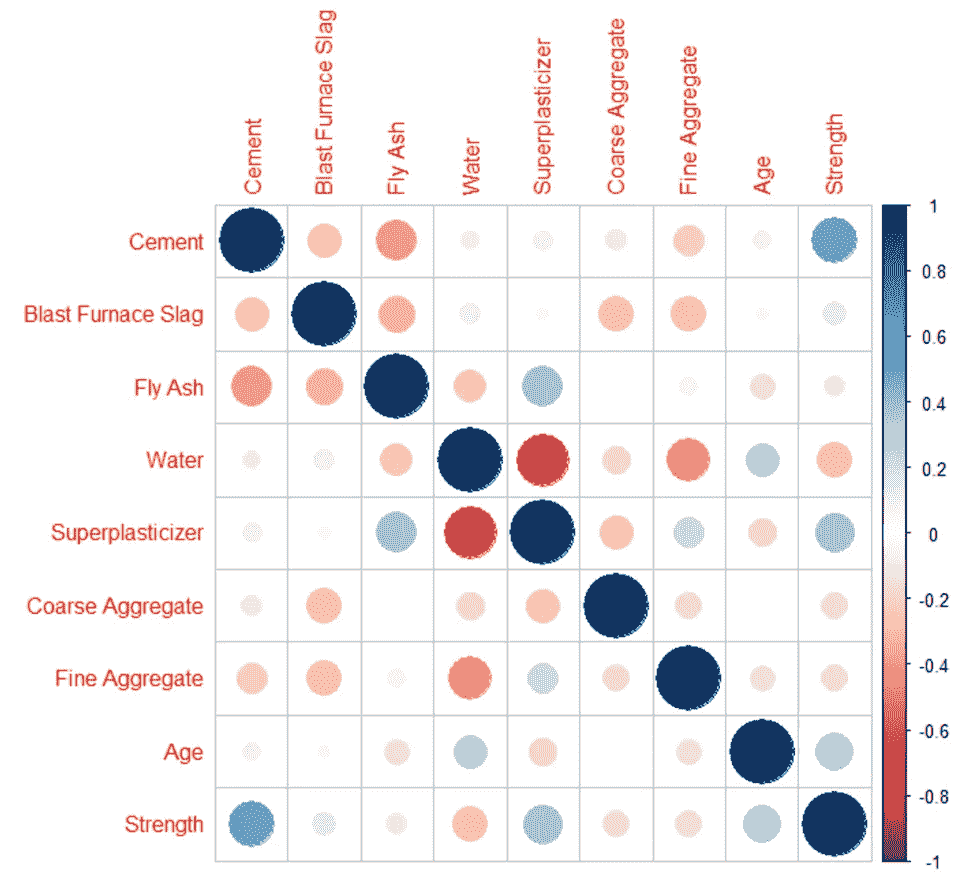 Cement
Blast Furnace Slag
Fly Ash
Water
Superplasticizer
Coarse Aggregate
Fine Aggregate
Age
Strength
Cement
Blast Furnace Slag
Fly Ash
Water
Superplasticizer
Coarse Aggregate
Fine Aggregate
Age
Strength
1
0.8
0.6
0.4
0.2
0
-0.2
-0.4
-0.6
-0.8
-1